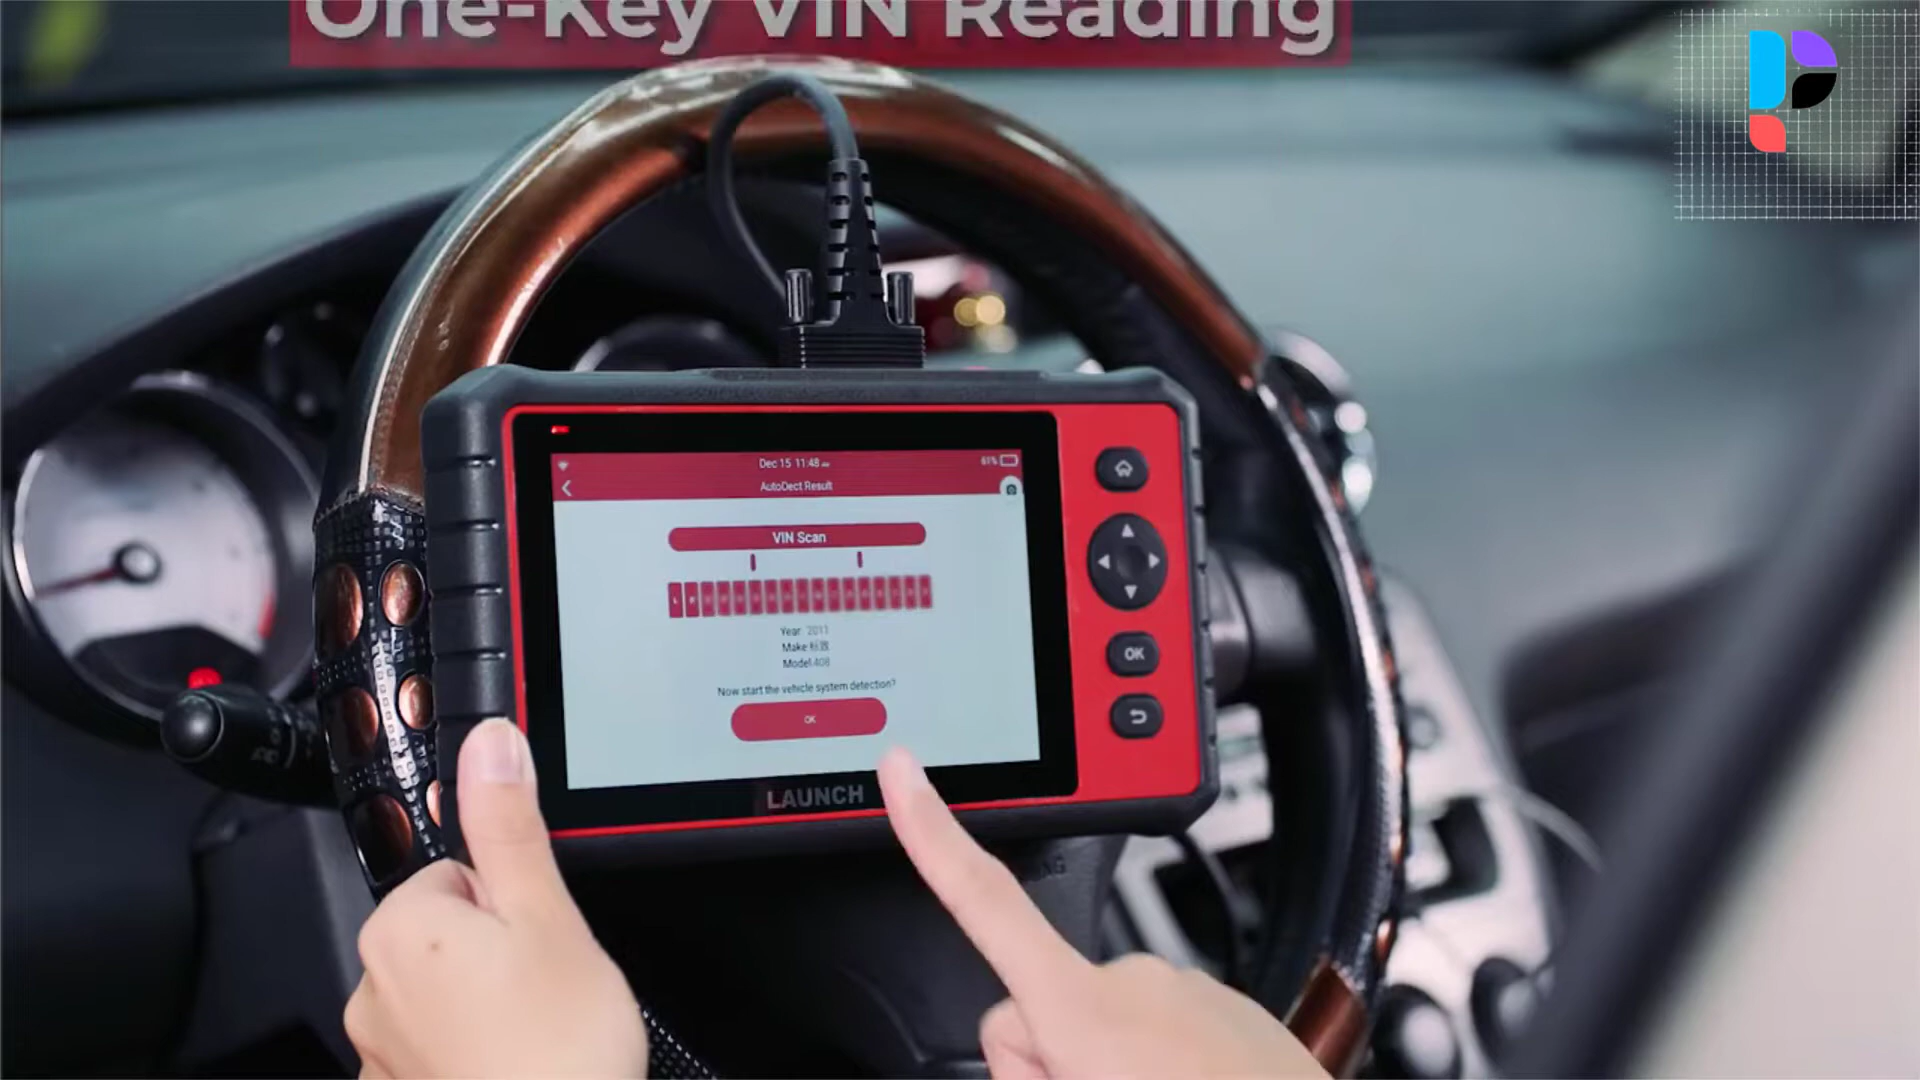 One-Key VIN Reading
Dec 15 11:48
61%
AutoDect Result
VIN Scan
Year: 2011
Make:标致
Model:408
Now start the vehicle system detection?
OK
OK
LAUNCH